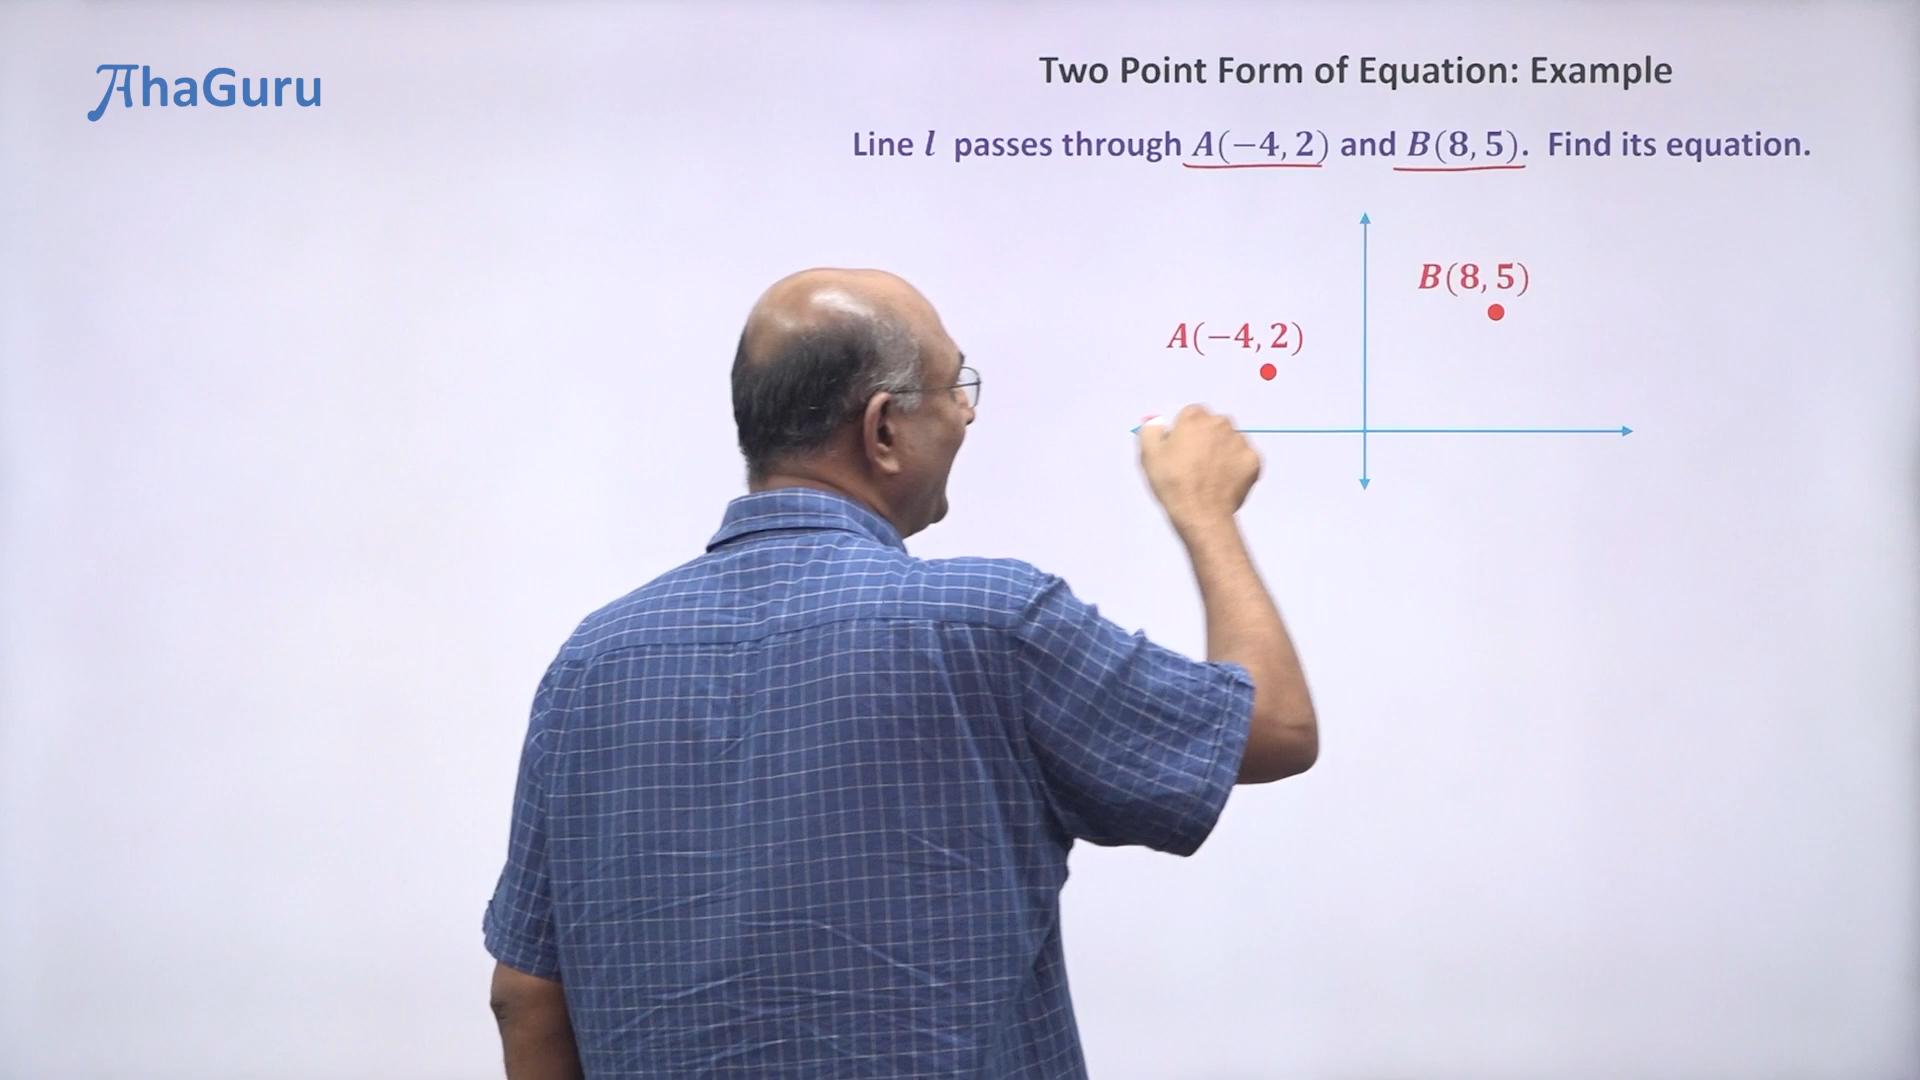 AhaGuru
Two Point Form of Equation: Example
Line l passes through A(−4, 2) and B(8, 5). Find its equation.
B(8, 5)
A(−4, 2)